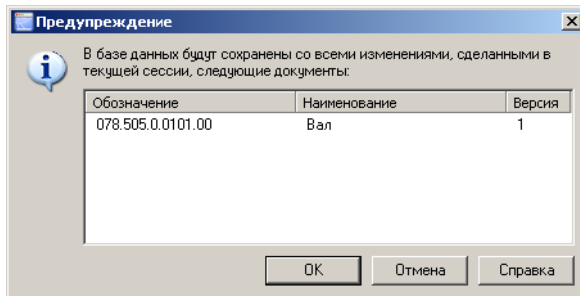 Предупреждение
В базе данных будут сохранены со всеми изменениями, сделанными в
текущей сессии, следующие документы:
Обозначение Наименование Версия
078.505.0.0101.00 Вал 1
OK Отмена Справка